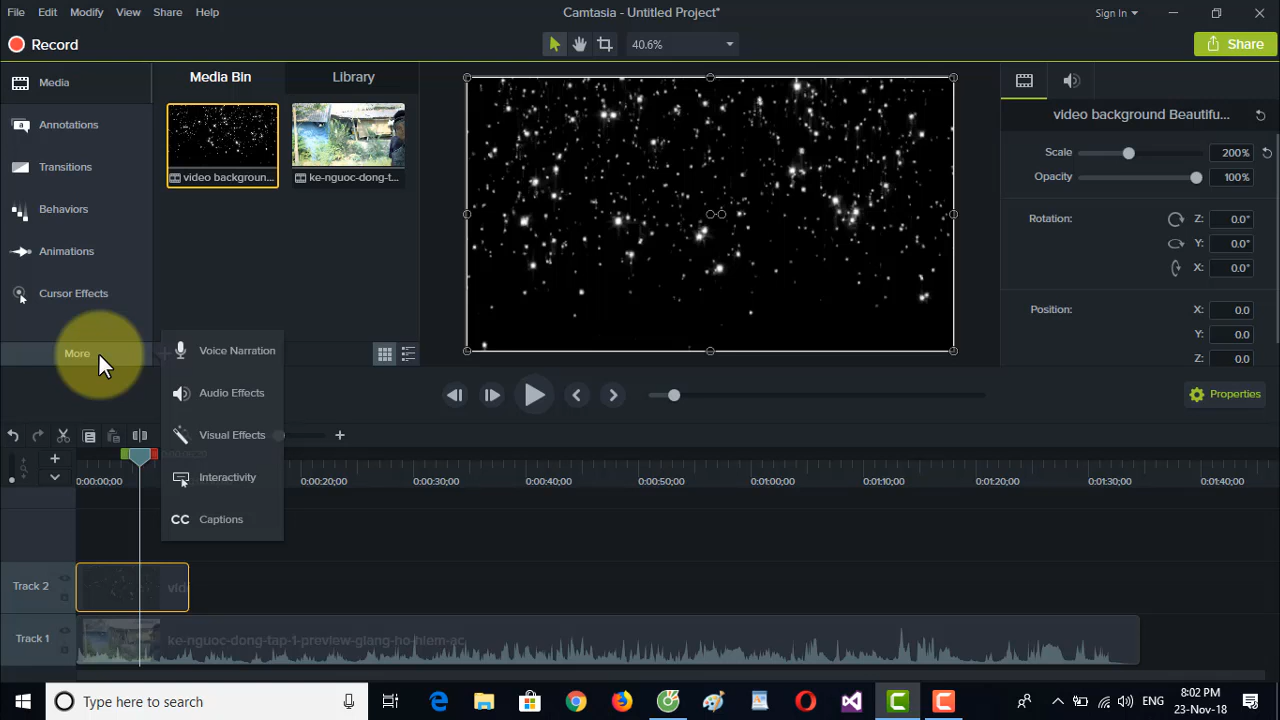 File Edit Modify View Share Help
Camtasia - Untitled Project*
Sign In
Record
40.6%
Share
Media
Annotations
Transitions
Behaviors
Animations
Cursor Effects
More
Media Bin
Library
video backgroun...
ke-nguoc-dong-t...
video background Beautifu...
Scale 200%
Opacity 100%
Rotation: Z: 0.0°
Y: 0.0°
X: 0.0°
Position: X: 0.0
Y: 0.0
Z: 0.0
Properties
Voice Narration
Audio Effects
Visual Effects
Interactivity
CC Captions
0:00:00;00 0:00:20;00 0:00:30;00 0:00:40;00 0:00:50;00 0:01:00;00 0:01:10;00 0:01:20;00 0:01:30;00 0:01:40;00
Track 2
vid
Track 1
ke-nguoc-dong-tap-1-preview-giang-ho-hiem-ac
Type here to search
ENG
8:02 PM
23-Nov-18